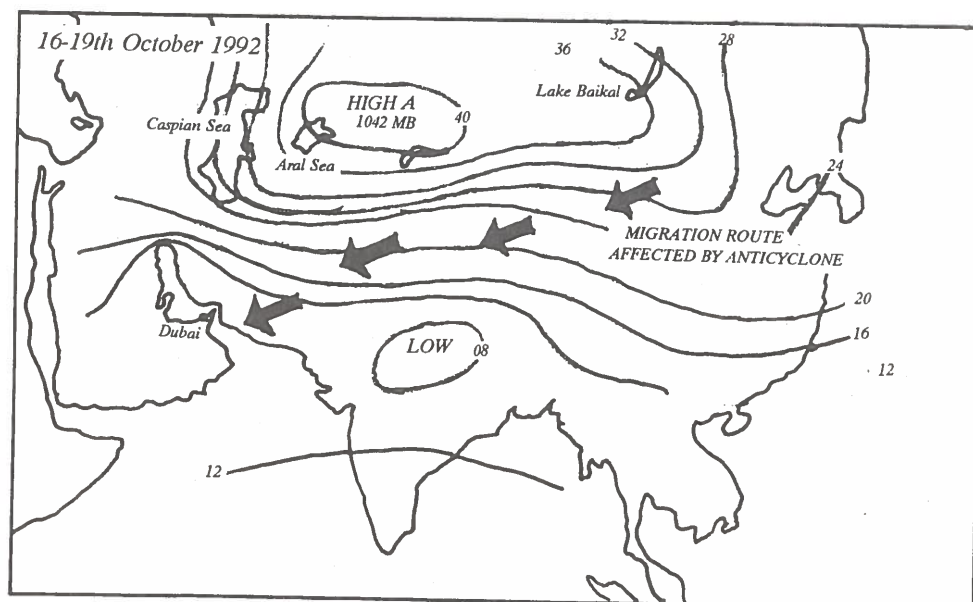 16-19th October 1992
36
32
28
HIGH A
1042 MB
40
Lake Baikal
Caspian Sea
Aral Sea
24
MIGRATION ROUTE
AFFECTED BY ANTICYCLONE
20
Dubai
LOW
08
16
12
12